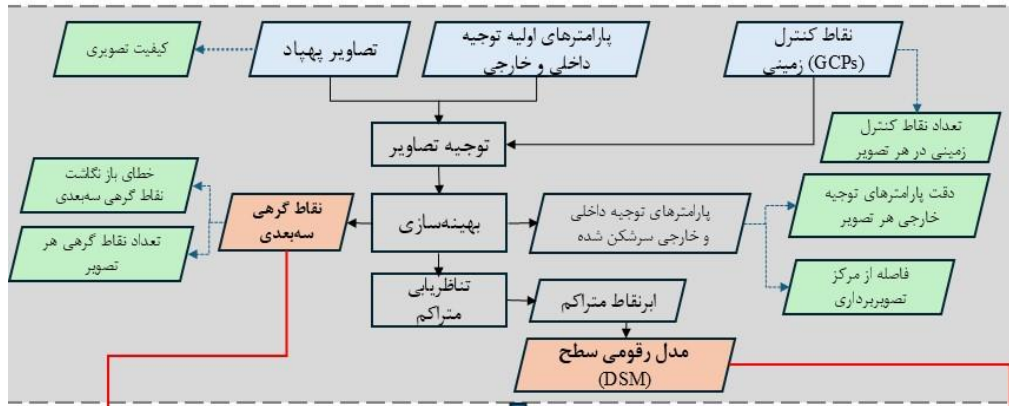 نقاط کنترل
زمینی (GCPs)
پارامترهای اولیه توجیه
داخلی و خارجی
تصاویر پهپاد
کیفیت تصویری
تعداد نقاط کنترل
زمینی در هر تصویر
توجیه تصاویر
دقت پارامترهای توجیه
خارجی هر تصویر
پارامترهای توجیه داخلی
و خارجی سرشکن شده
بهینه‌سازی
نقاط گرهی
سه‌بعدی
خطای باز نگاشت
نقاط گرهی سه‌بعدی
تعداد نقاط گرهی هر
تصویر
فاصله از مرکز
تصویربرداری
تناظریابی
متراکم
ابرنقاط متراکم
مدل رقومی سطح
(DSM)